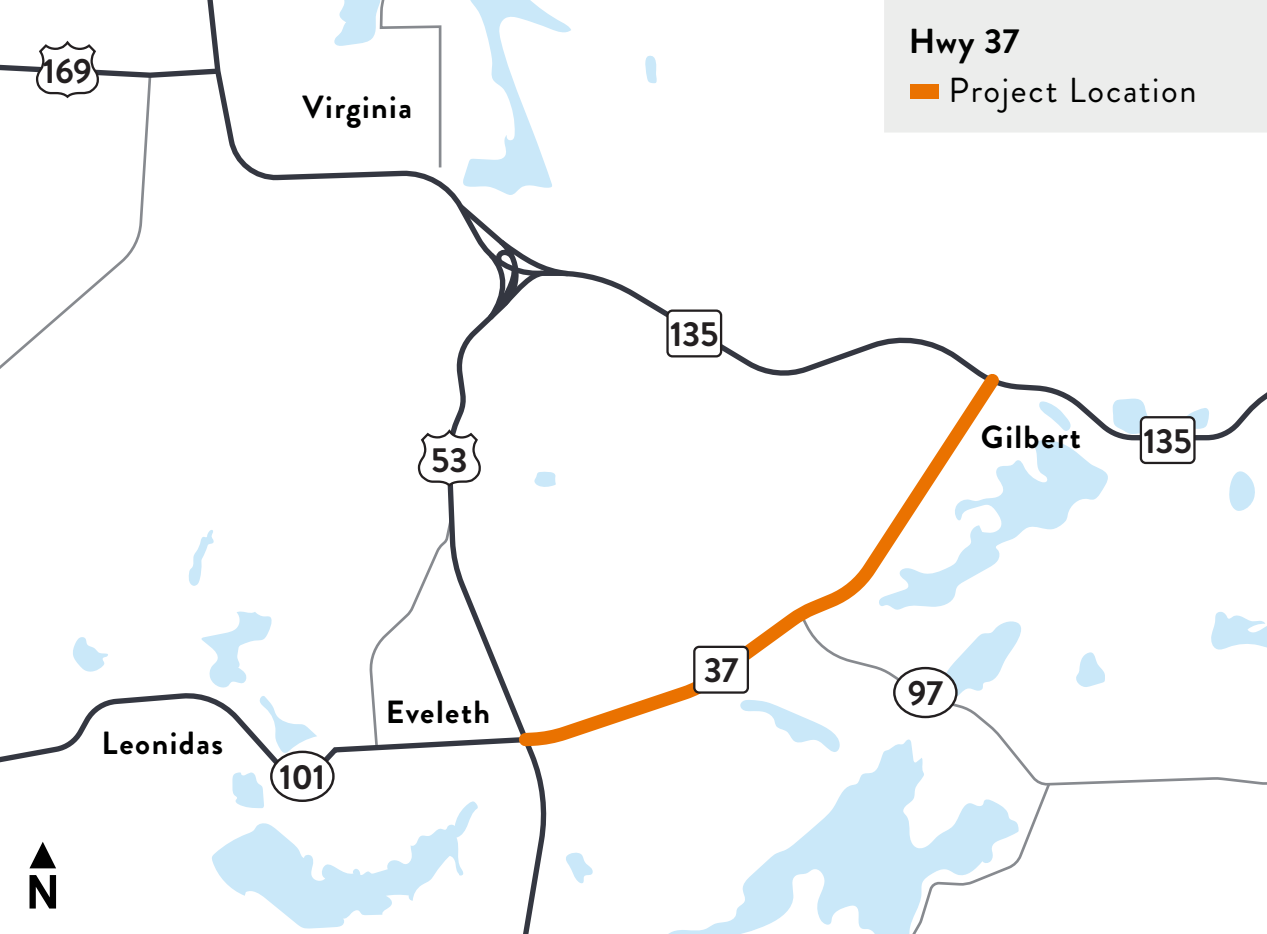 Hwy 37
Project Location
169
Virginia
135
Gilbert
135
53
37
97
Eveleth
Leonidas
101
N